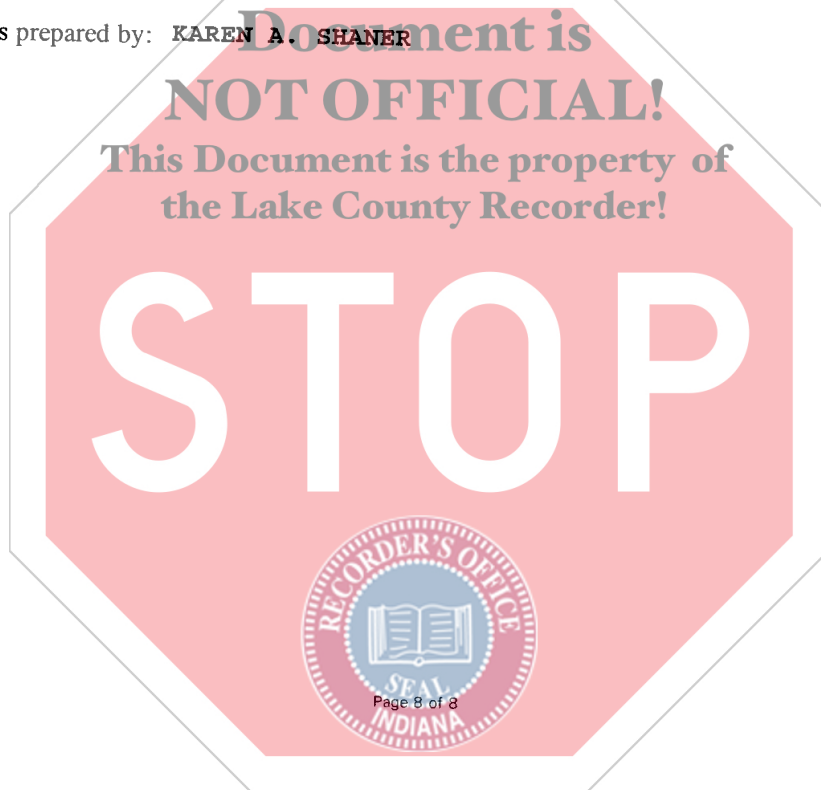 s prepared by: KAREN A. SHANER
Document is
NOT OFFICIAL!
This Document is the property of
the Lake County Recorder!
STOP
RECORDER'S OFFICE
SEAL
Page 8 of 8
INDIANA